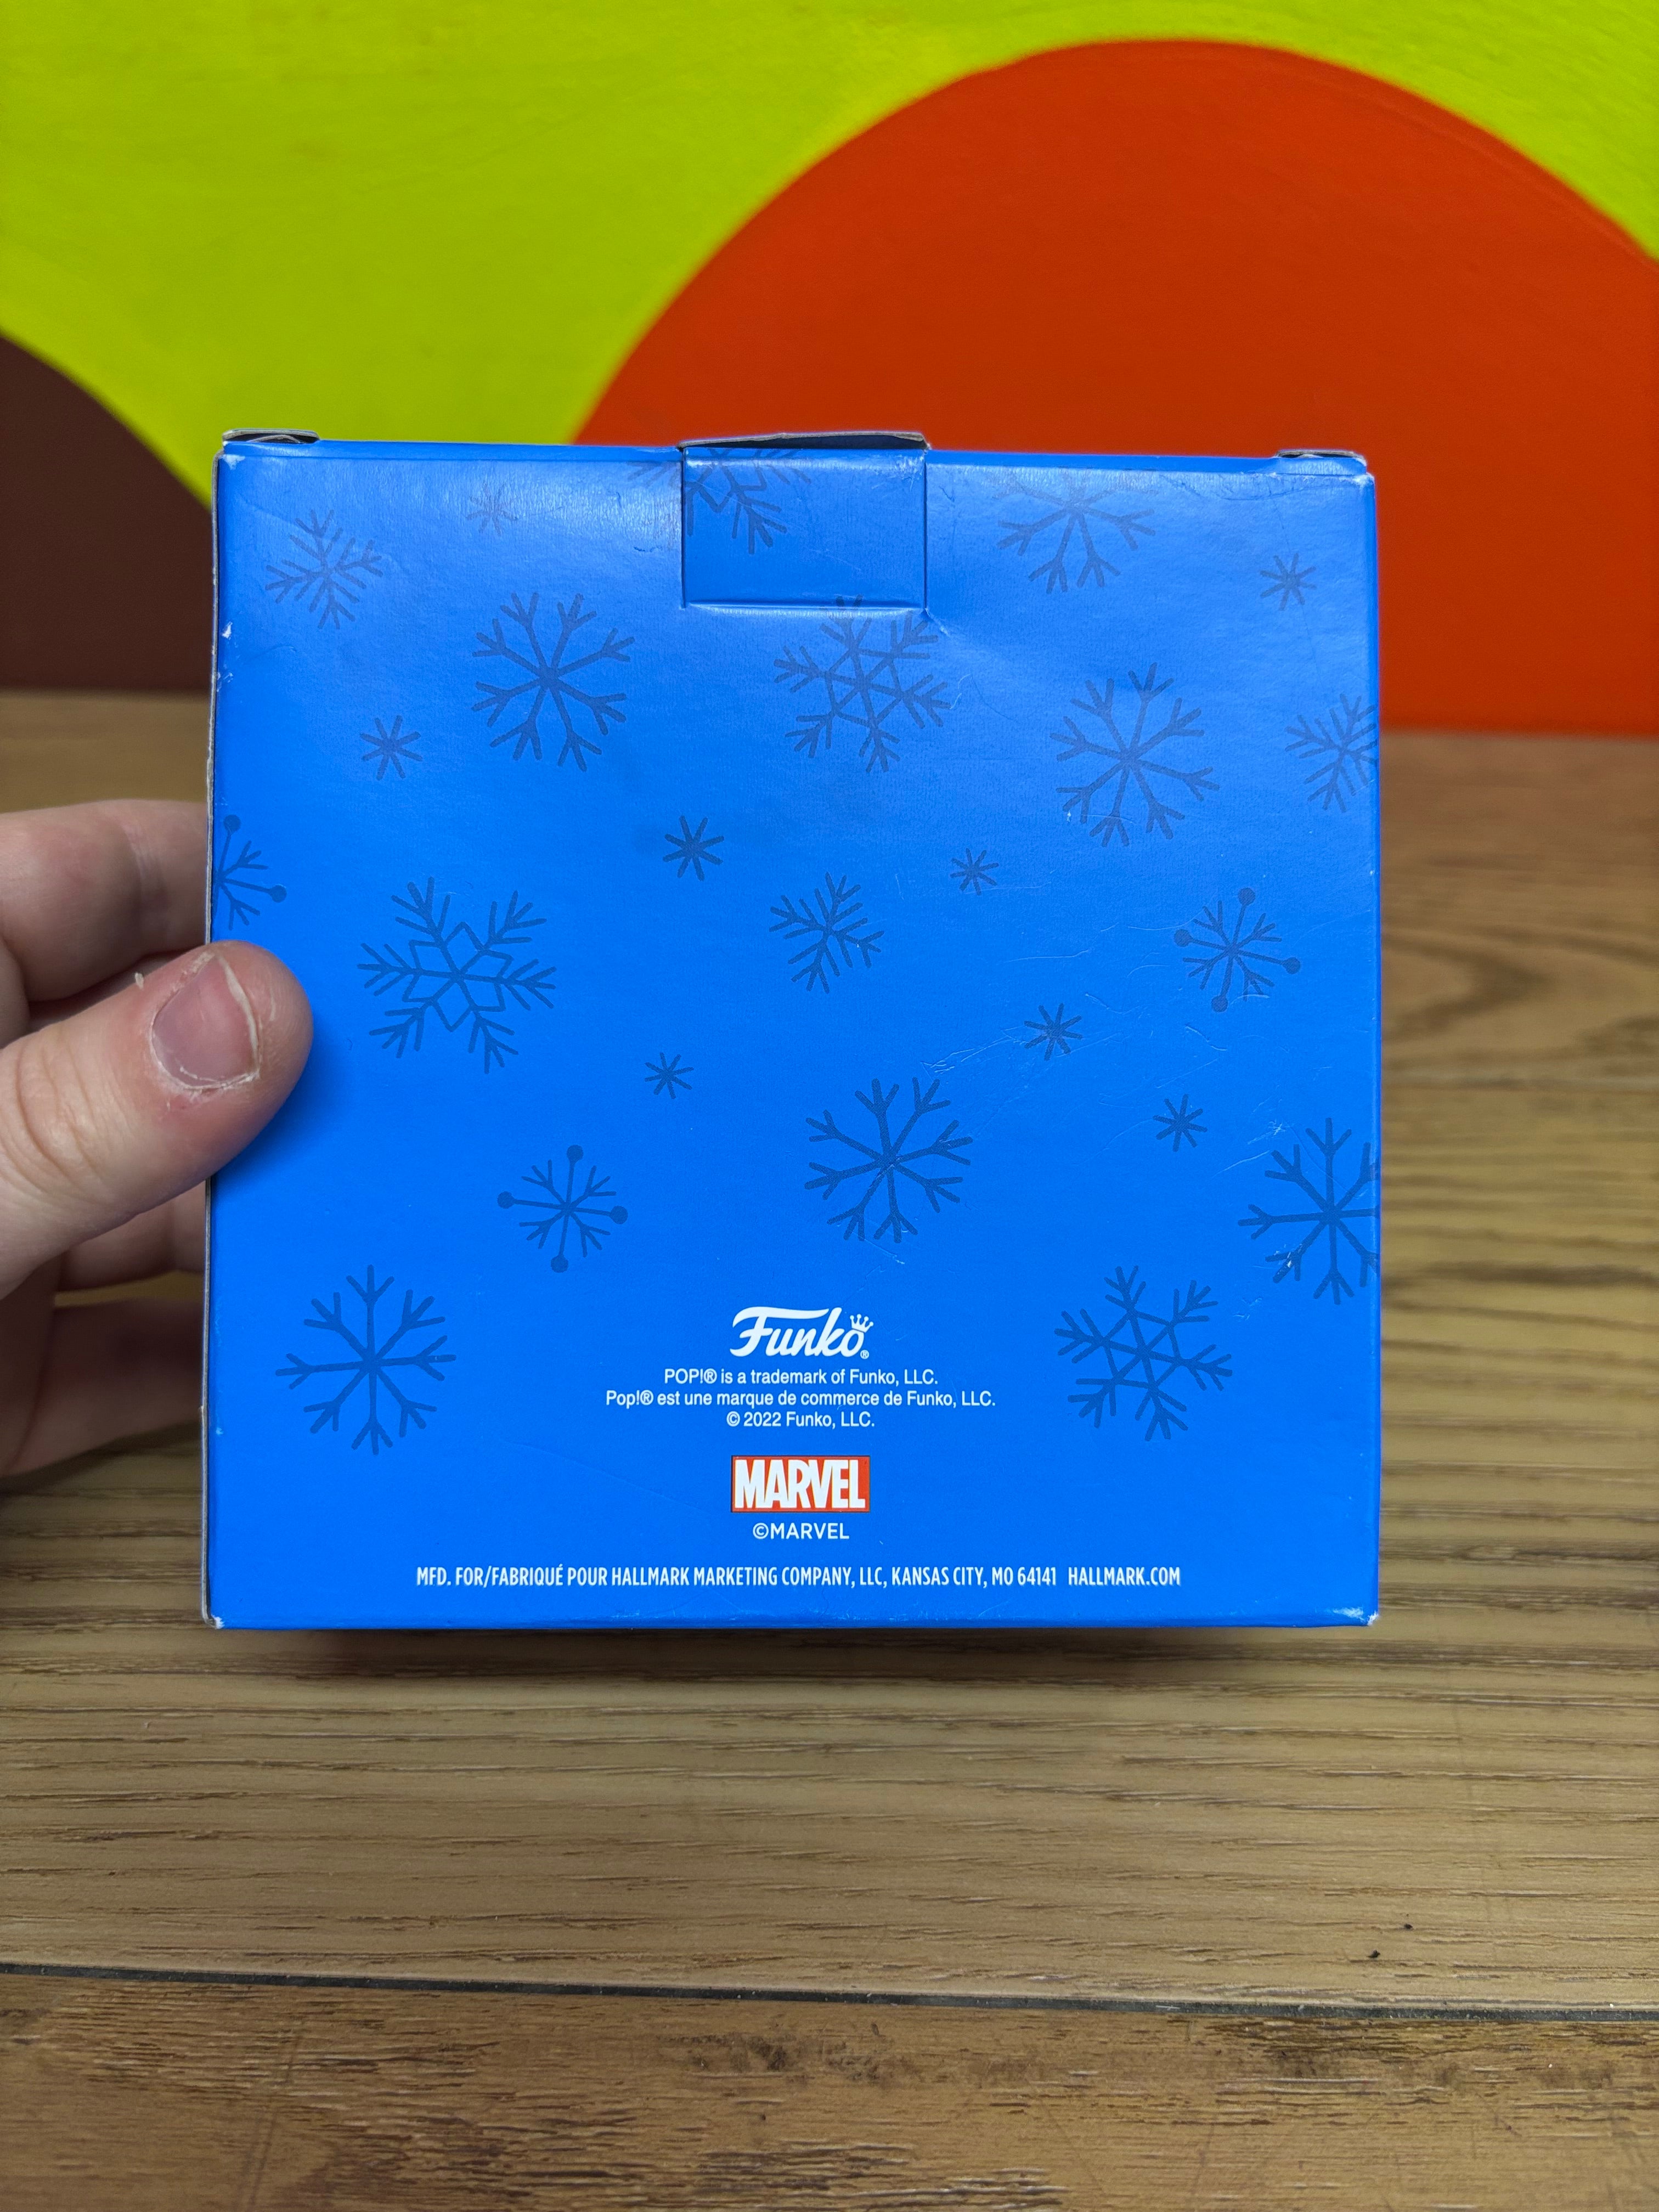 Funko®
POP!® is a trademark of Funko, LLC.
Pop!® est une marque de commerce de Funko, LLC.
© 2022 Funko, LLC.
MARVEL
©MARVEL
MFD. FOR/FABRIQUÉ POUR HALLMARK MARKETING COMPANY, LLC, KANSAS CITY, MO 64141 HALLMARK.COM